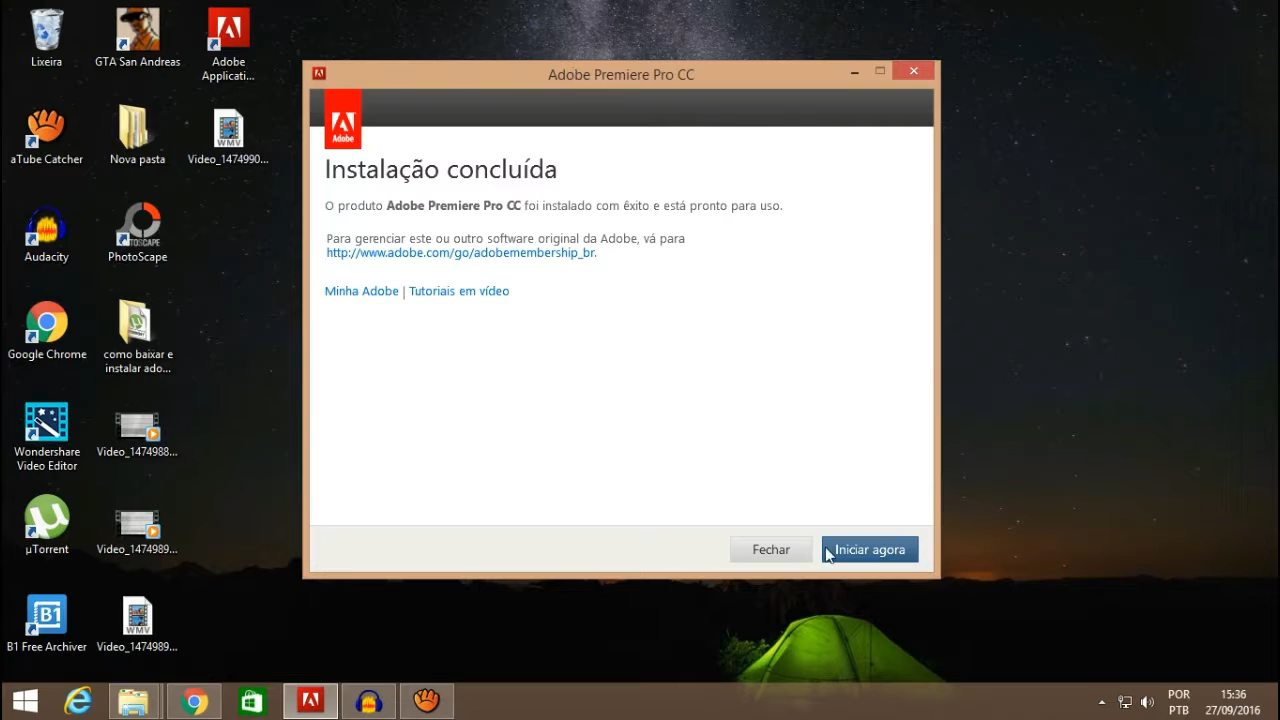 Lixeira
GTA San Andreas
Adobe
Applicati...
aTube Catcher
Nova pasta
WMV
Video_1474990...
Audacity
PhotoScape
OTOSCAPE
Google Chrome
como baixar e
instalar ado...
Wondershare
Video Editor
Video_1474988...
µTorrent
Video_1474989...
B1
B1 Free Archiver
WMV
Video_1474989...
Adobe Premiere Pro CC
Adobe
Instalação concluída
O produto Adobe Premiere Pro CC foi instalado com êxito e está pronto para uso.
Para gerenciar este ou outro software original da Adobe, vá para
http://www.adobe.com/go/adobemembership_br.
Minha Adobe | Tutoriais em vídeo
Fechar
Iniciar agora
POR
PTB
15:36
27/09/2016